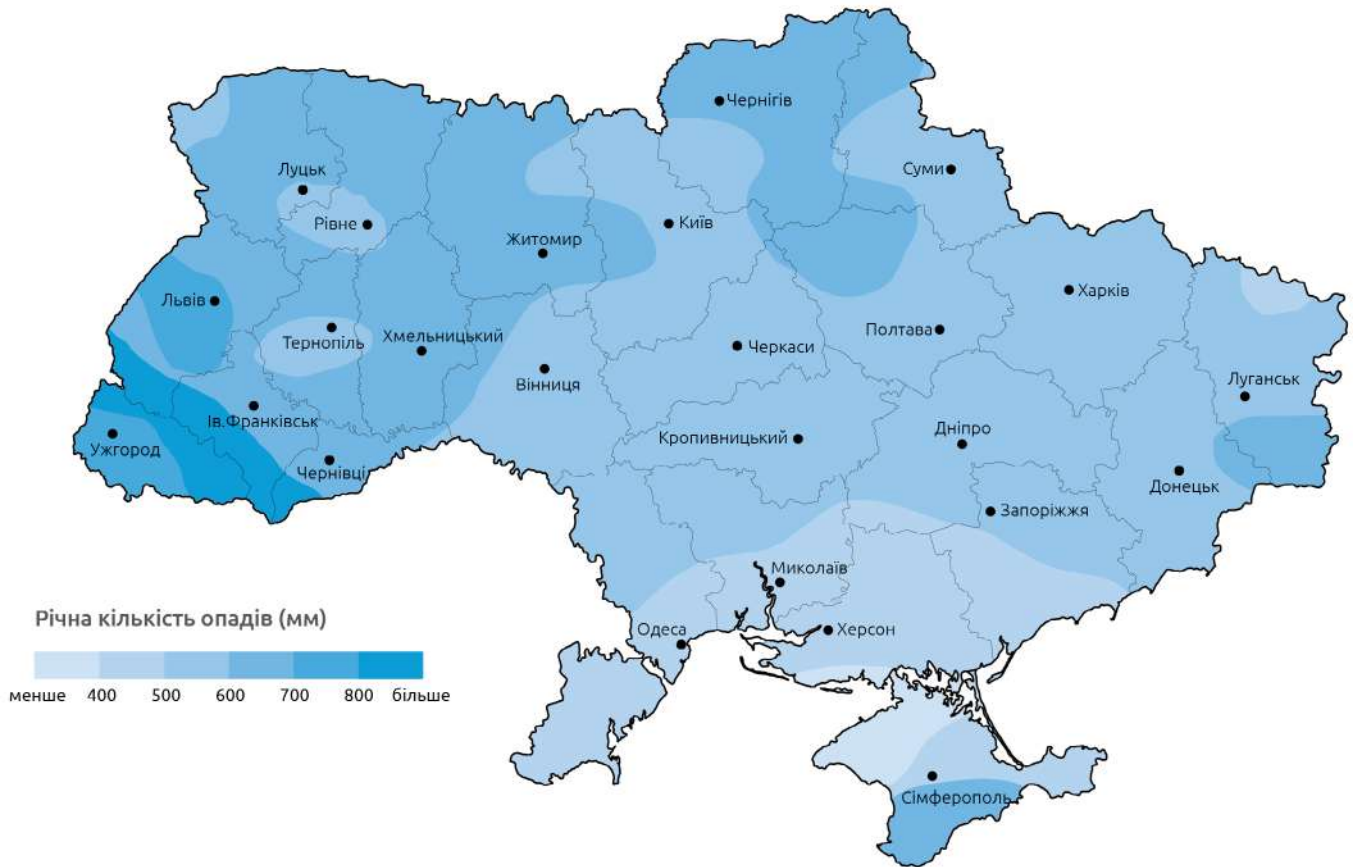 Чернігів
Суми
Луцьк
Рівне
Київ
Житомир
Харків
Львів
Тернопіль
Хмельницький
Полтава
Черкаси
Вінниця
Луганськ
Ів.Франківськ
Ужгород
Кропивницький
Дніпро
Чернівці
Донецьк
Запоріжжя
Миколаїв
Одеса
Херсон
Сімферополь
Річна кількість опадів (мм)
менше 400 500 600 700 800 більше